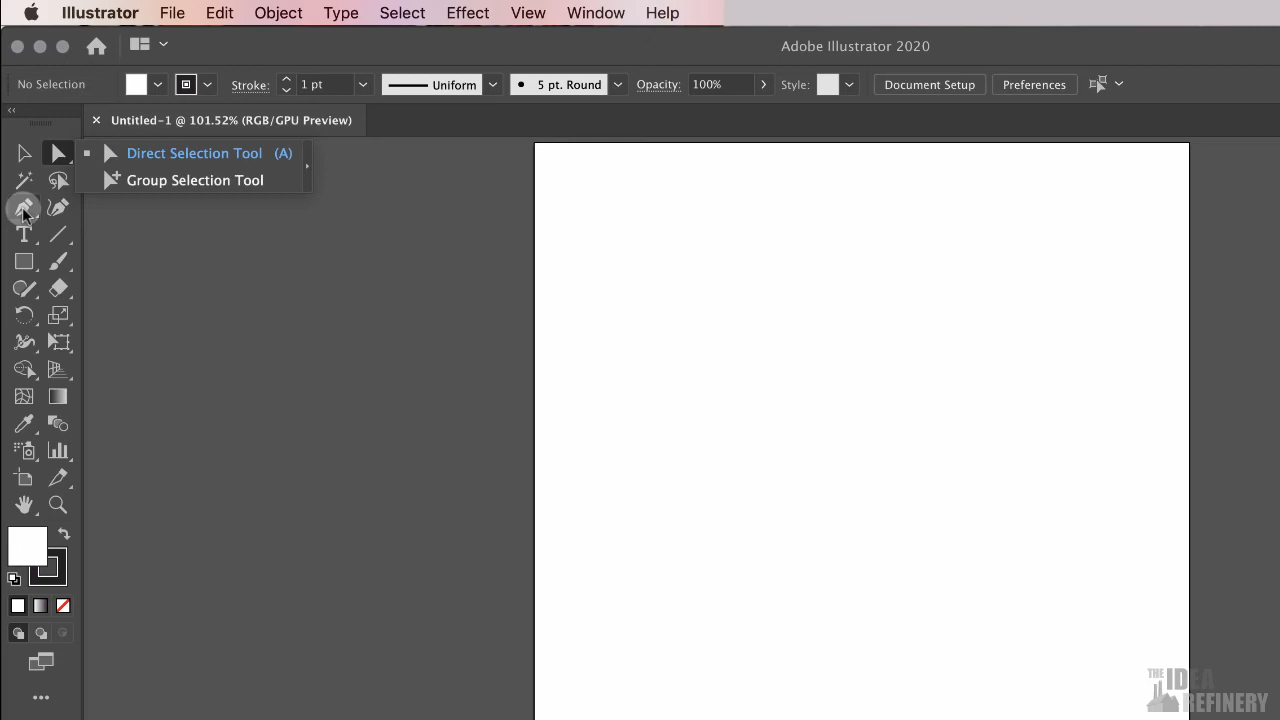 Illustrator File Edit Object Type Select Effect View Window Help
Adobe Illustrator 2020
No Selection Stroke: 1 pt Uniform 5 pt. Round Opacity: 100% Style: Document Setup Preferences
Untitled-1 @ 101.52% (RGB/GPU Preview)
Direct Selection Tool (A)
Group Selection Tool
THE IDEA
REFINERY